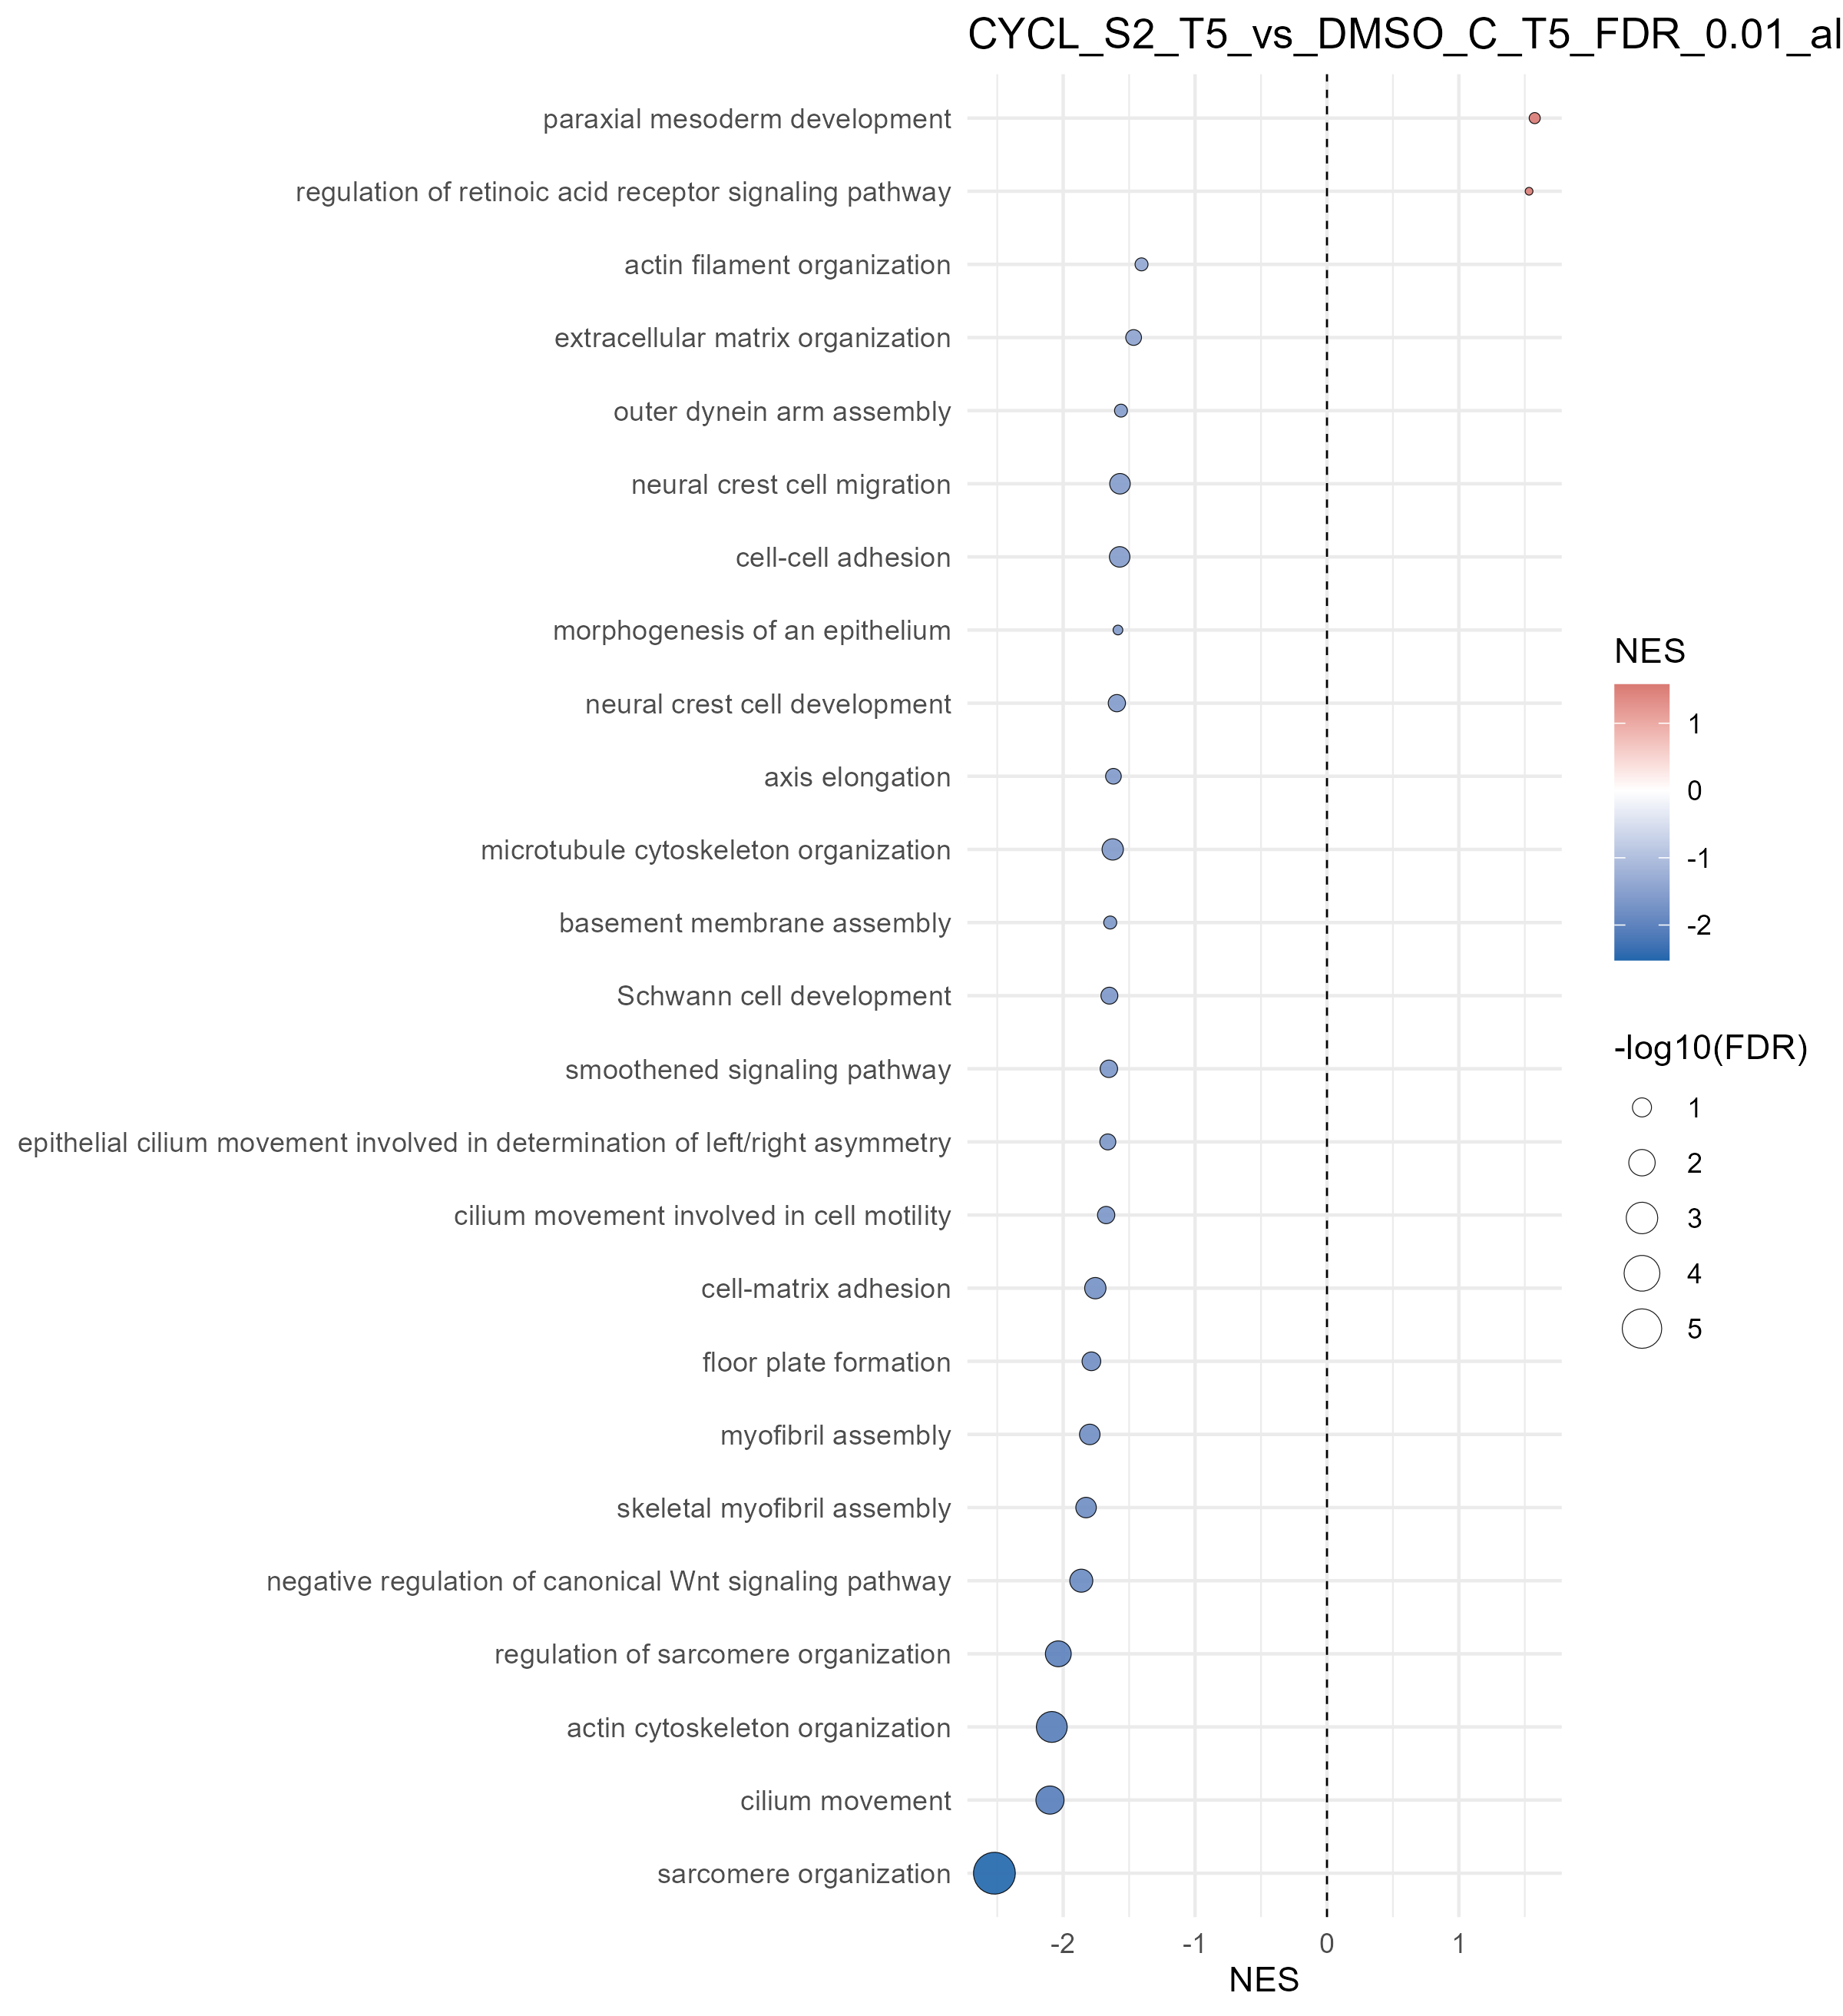 CYCL_S2_T5_vs_DMSO_C_T5_FDR_0.01_al
paraxial mesoderm development
regulation of retinoic acid receptor signaling pathway
actin filament organization
extracellular matrix organization
outer dynein arm assembly
neural crest cell migration
cell-cell adhesion
morphogenesis of an epithelium
neural crest cell development
axis elongation
microtubule cytoskeleton organization
basement membrane assembly
Schwann cell development
smoothened signaling pathway
epithelial cilium movement involved in determination of left/right asymmetry
cilium movement involved in cell motility
cell-matrix adhesion
floor plate formation
myofibril assembly
skeletal myofibril assembly
negative regulation of canonical Wnt signaling pathway
regulation of sarcomere organization
actin cytoskeleton organization
cilium movement
sarcomere organization
-2 -1 0 1
NES
NES
1
0
-1
-2
-log10(FDR)
1
2
3
4
5